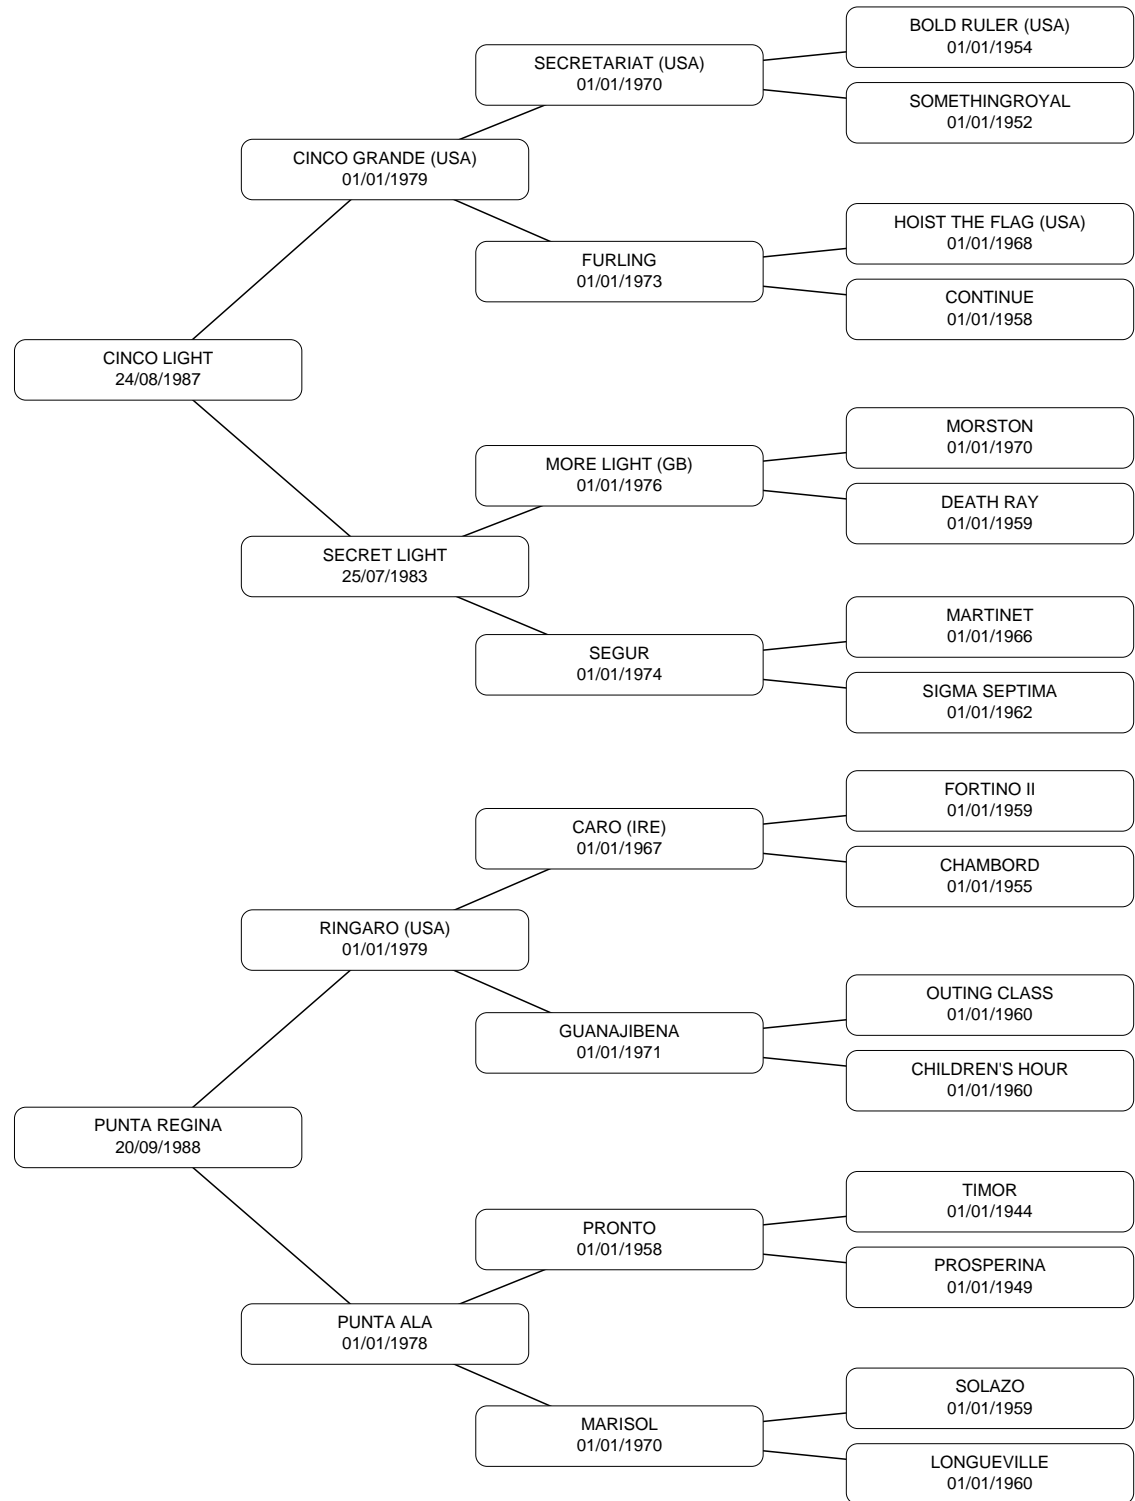 BOLD RULER (USA)
01/01/1954
SECRETARIAT (USA)
01/01/1970
SOMETHINGROYAL
01/01/1952
CINCO GRANDE (USA)
01/01/1979
HOIST THE FLAG (USA)
01/01/1968
FURLING
01/01/1973
CONTINUE
01/01/1958
CINCO LIGHT
24/08/1987
MORSTON
01/01/1970
MORE LIGHT (GB)
01/01/1976
DEATH RAY
01/01/1959
SECRET LIGHT
25/07/1983
MARTINET
01/01/1966
SEGUR
01/01/1974
SIGMA SEPTIMA
01/01/1962
FORTINO II
01/01/1959
CARO (IRE)
01/01/1967
CHAMBORD
01/01/1955
RINGARO (USA)
01/01/1979
OUTING CLASS
01/01/1960
GUANAJIBENA
01/01/1971
CHILDREN'S HOUR
01/01/1960
PUNTA REGINA
20/09/1988
TIMOR
01/01/1944
PRONTO
01/01/1958
PROSPERINA
01/01/1949
PUNTA ALA
01/01/1978
SOLAZO
01/01/1959
MARISOL
01/01/1970
LONGUEVILLE
01/01/1960